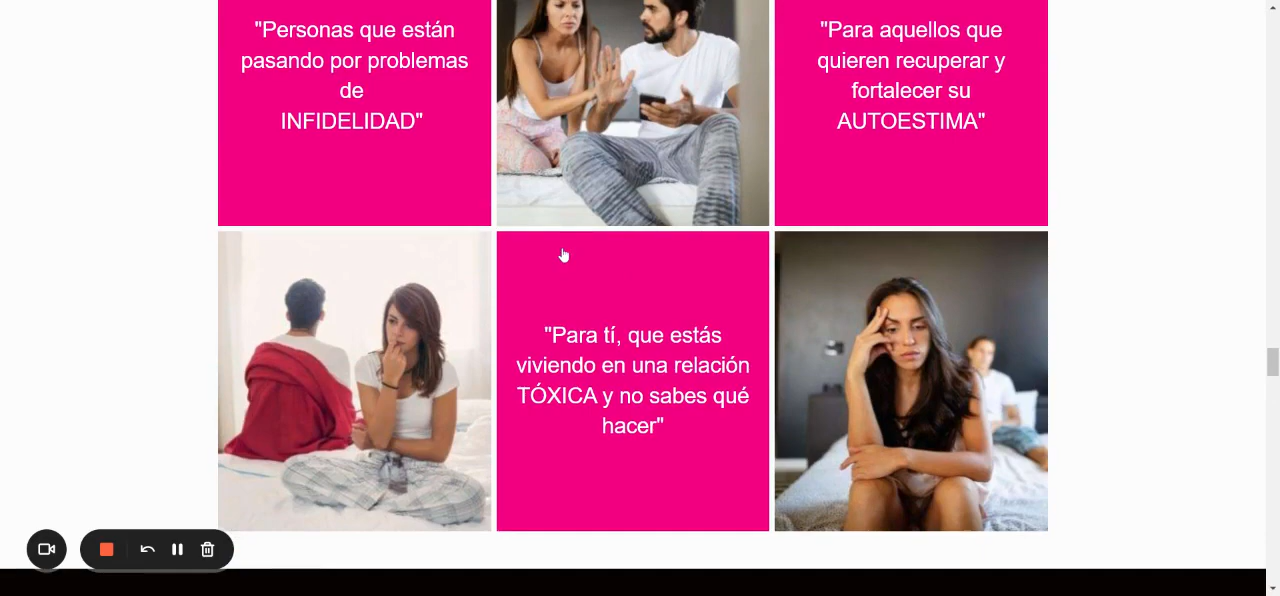 "Personas que están
pasando por problemas
de
INFIDELIDAD"
"Para aquellos que
quieren recuperar y
fortalecer su
AUTOESTIMA"
"Para tí, que estás
viviendo en una relación
TÓXICA y no sabes qué
hacer"